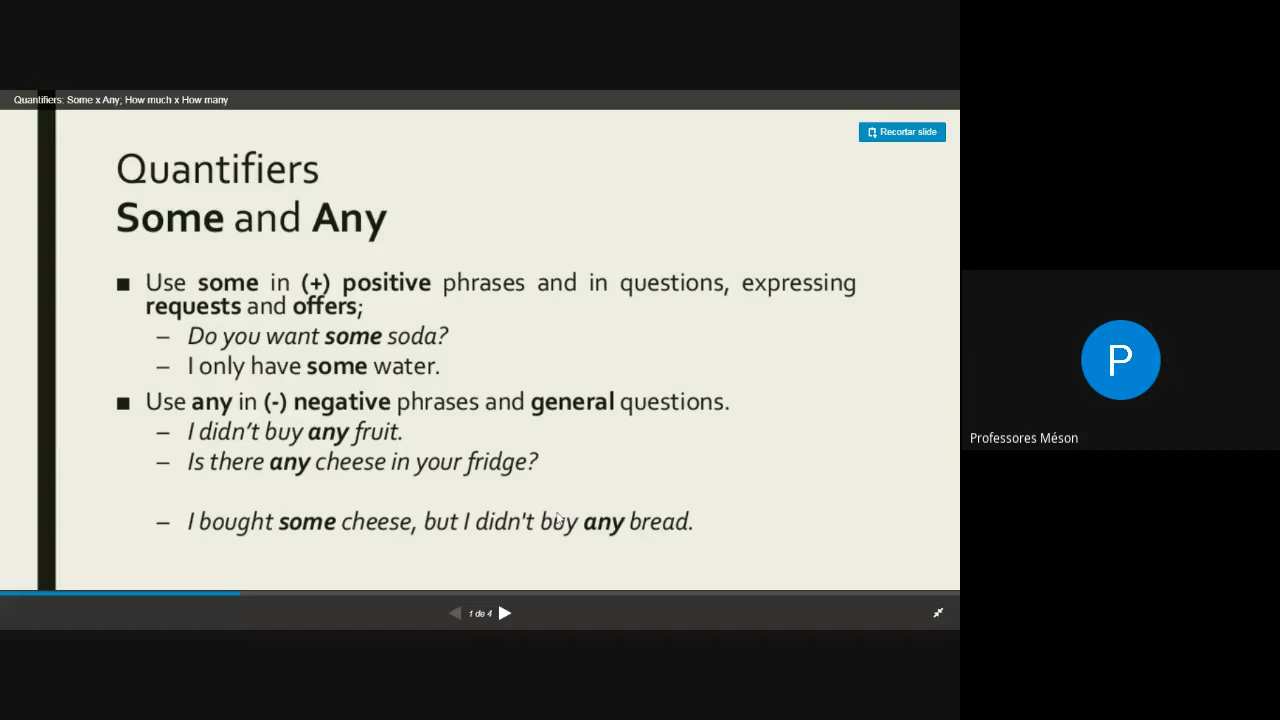 Quantifiers: Some x Any; How much x How many
Recortar slide
Quantifiers
Some and Any
■ Use some in (+) positive phrases and in questions, expressing
requests and offers;
– Do you want some soda?
– I only have some water.
■ Use any in (-) negative phrases and general questions.
– I didn’t buy any fruit.
– Is there any cheese in your fridge?
– I bought some cheese, but I didn't buy any bread.
1 de 4
P
Professores Méson